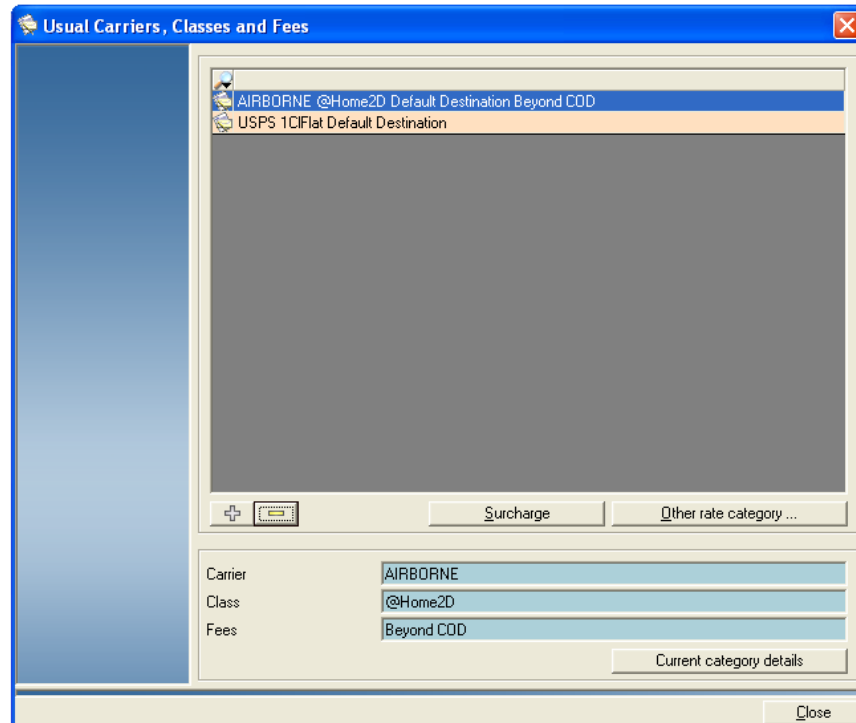 Usual Carriers, Classes and Fees
AIRBORNE @Home2D Default Destination Beyond COD
USPS 1ClFlat Default Destination
Surcharge
Other rate category ...
Carrier AIRBORNE
Class @Home2D
Fees Beyond COD
Current category details
Close